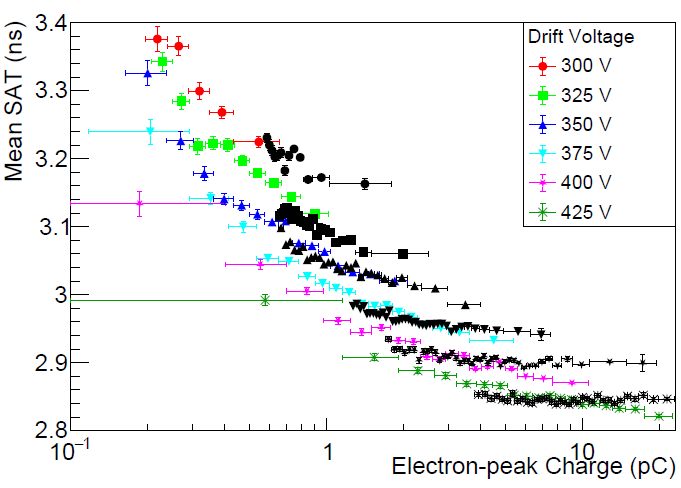 Mean SAT (ns)
3.4
3.3
3.2
3.1
3
2.9
2.8
Drift Voltage
300 V
325 V
350 V
375 V
400 V
425 V
10⁻¹
1
10
Electron-peak Charge (pC)